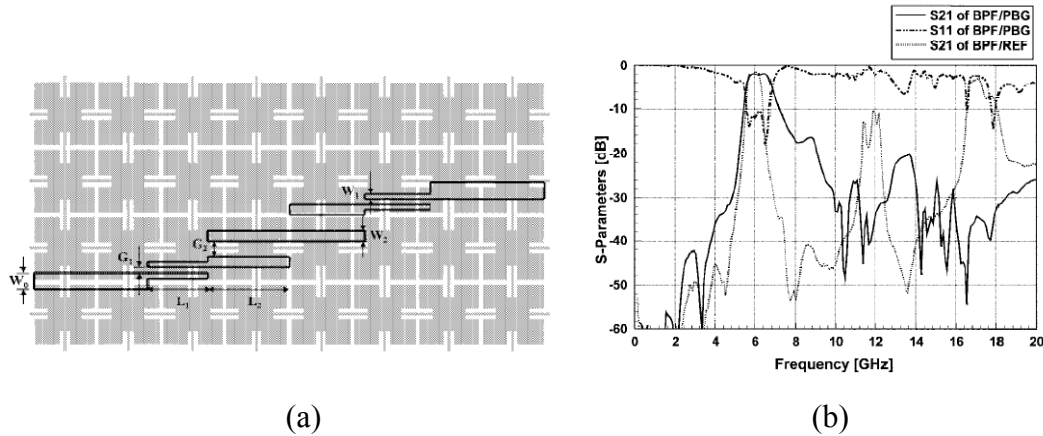 S21 of BPF/PBG
S11 of BPF/PBG
S21 of BPF/REF
W₁
W₂
G₂
G₁
W₀
L₁ L₂
S-Parameters [dB]
0
-10
-20
-30
-40
-50
-60
0 2 4 6 8 10 12 14 16 18 20
Frequency [GHz]
(a) (b)